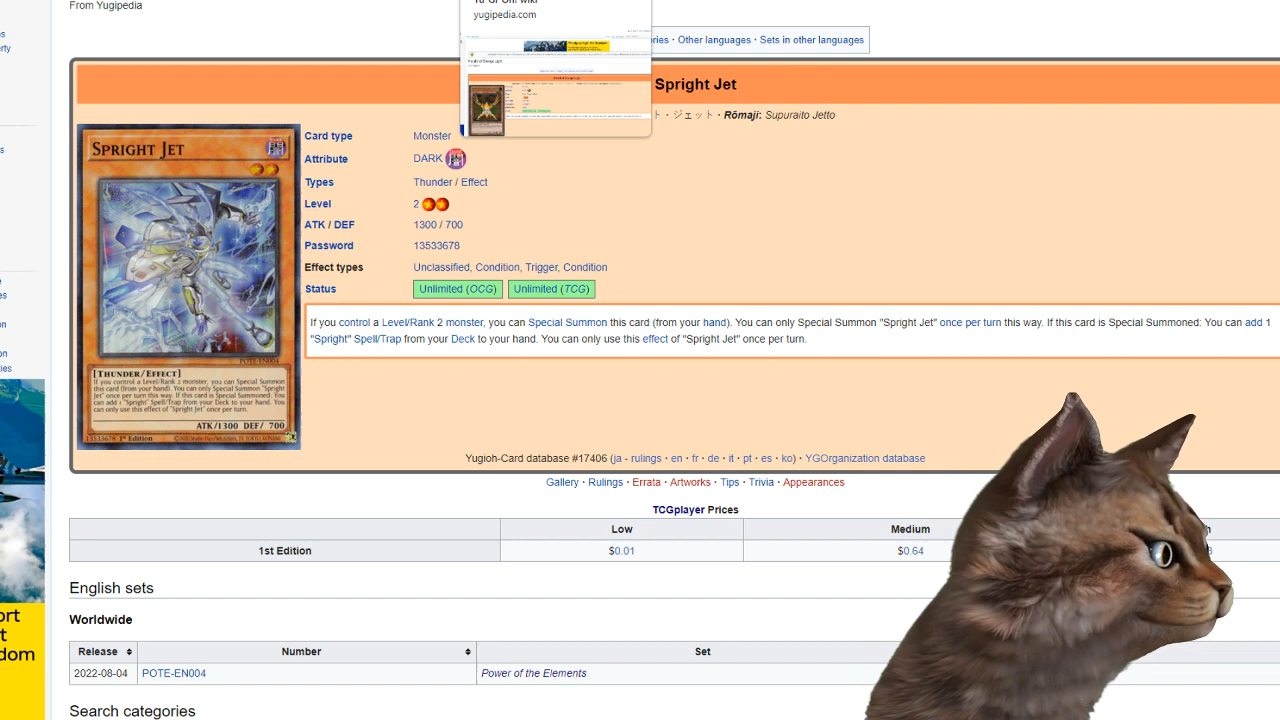 From Yugipedia
yugipedia.com
ries · Other languages · Sets in other languages
Spright Jet
ト・ジェット · Rōmaji: Supuraito Jetto
SPRIGHT JET
POTE-EN004
[THUNDER/EFFECT]
If you control a Level/Rank 2 monster, you can Special Summon
this card (from your hand). You can only Special Summon "Spright
Jet" once per turn this way. If this card is Special Summoned: You
can add 1 "Spright" Spell/Trap from your Deck to your hand. You
can only use this effect of "Spright Jet" once per turn.
ATK/1300 DEF/ 700
13533678 1st Edition
Card type Monster
Attribute DARK
Types Thunder / Effect
Level 2
ATK / DEF 1300 / 700
Password 13533678
Effect types Unclassified, Condition, Trigger, Condition
Status Unlimited (OCG) Unlimited (TCG)
If you control a Level/Rank 2 monster, you can Special Summon this card (from your hand). You can only Special Summon "Spright Jet" once per turn this way. If this card is Special Summoned: You can add 1
"Spright" Spell/Trap from your Deck to your hand. You can only use this effect of "Spright Jet" once per turn.
Yugioh-Card database #17406 (ja - rulings · en · fr · de · it · pt · es · ko) · YGOrganization database
Gallery · Rulings · Errata · Artworks · Tips · Trivia · Appearances
TCGplayer Prices
Low Medium
1st Edition $0.01 $0.64
English sets
Worldwide
Release Number Set
2022-08-04 POTE-EN004 Power of the Elements
Search categories
ort
t
dom